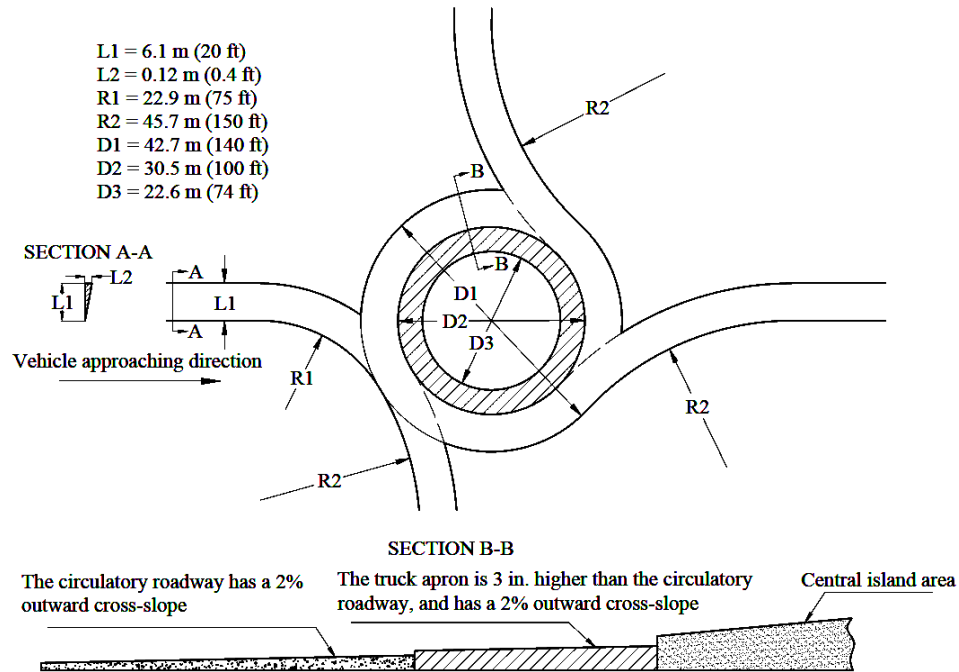 L1 = 6.1 m (20 ft)
L2 = 0.12 m (0.4 ft)
R1 = 22.9 m (75 ft)
R2 = 45.7 m (150 ft)
D1 = 42.7 m (140 ft)
D2 = 30.5 m (100 ft)
D3 = 22.6 m (74 ft)
R2
B
B
SECTION A-A
L2
L1
A
L1
A
D1
D2
D3
Vehicle approaching direction
R1
R2
R2
SECTION B-B
The circulatory roadway has a 2%
outward cross-slope
The truck apron is 3 in. higher than the circulatory
roadway, and has a 2% outward cross-slope
Central island area